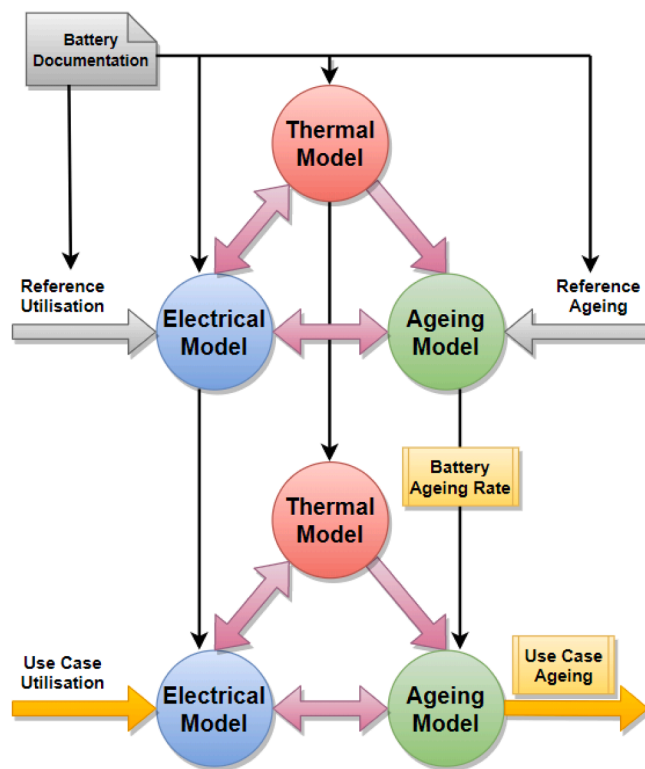 Battery
Documentation
Thermal
Model
Reference
Utilisation
Electrical
Model
Ageing
Model
Reference
Ageing
Battery
Ageing Rate
Thermal
Model
Use Case
Utilisation
Electrical
Model
Ageing
Model
Use Case
Ageing